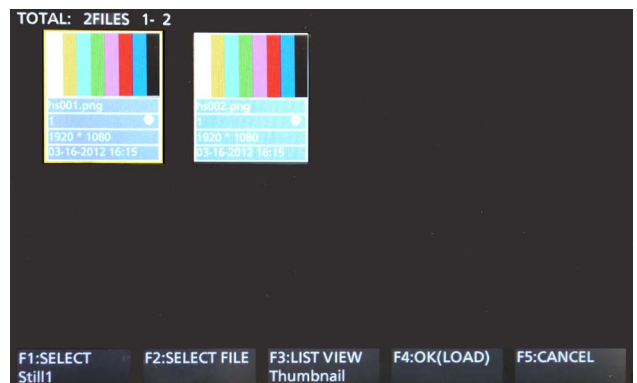 TOTAL: 2FILES 1- 2
hs001.png
1
1920 * 1080
03-16-2012 16:15
hs002.png
1
1920 * 1080
03-16-2012 16:15
F1:SELECT
Still1
F2:SELECT FILE
F3:LIST VIEW
Thumbnail
F4:OK(LOAD)
F5:CANCEL